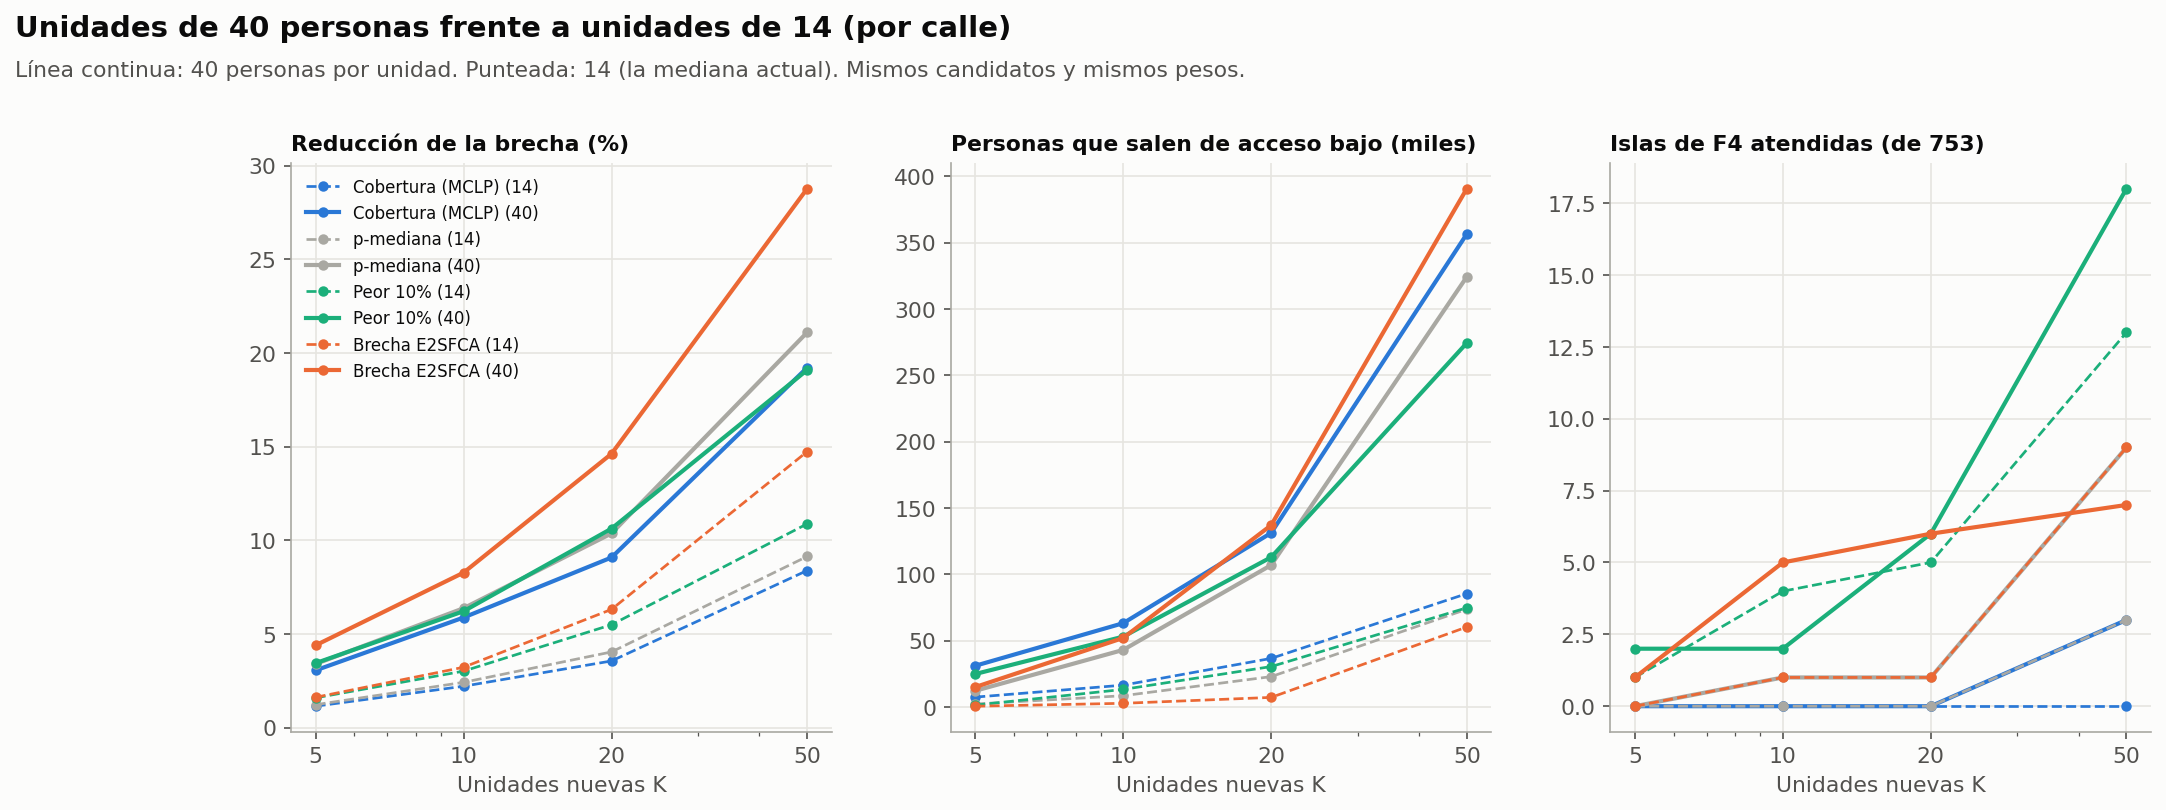 Unidades de 40 personas frente a unidades de 14 (por calle)
Línea continua: 40 personas por unidad. Punteada: 14 (la mediana actual). Mismos candidatos y mismos pesos.
Reducción de la brecha (%)
30
25
20
15
10
5
0
Cobertura (MCLP) (14)
Cobertura (MCLP) (40)
p-mediana (14)
p-mediana (40)
Peor 10% (14)
Peor 10% (40)
Brecha E2SFCA (14)
Brecha E2SFCA (40)
5 10 20 50
Unidades nuevas K
Personas que salen de acceso bajo (miles)
400
350
300
250
200
150
100
50
0
5 10 20 50
Unidades nuevas K
Islas de F4 atendidas (de 753)
17.5
15.0
12.5
10.0
7.5
5.0
2.5
0.0
5 10 20 50
Unidades nuevas K